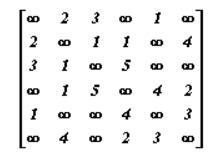 ∞ 2 3 ∞ 1 ∞
2 ∞ 1 1 ∞ 4
3 1 ∞ 5 ∞ ∞
∞ 1 5 ∞ 4 2
1 ∞ ∞ 4 ∞ 3
∞ 4 ∞ 2 3 ∞